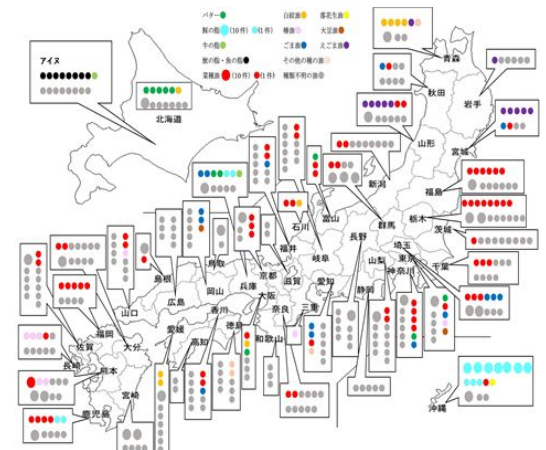 バター 白絞油 落花生油
豚の脂 (10件) (1件) 椿油 大豆油
牛の脂 ごま油 えごま油
獣の脂・魚の脂 その他の種の油
菜種油 (10件) (1件) 種類不明の油
アイヌ
北海道
青森
秋田
岩手
山形
宮城
福島
新潟
栃木
群馬
茨城
富山
石川
長野
埼玉
東京
千葉
福井
岐阜
山梨
神奈川
鳥取
京都
島根
兵庫
滋賀
愛知
静岡
岡山
大阪
広島
香川
奈良
三重
山口
徳島
和歌山
愛媛
高知
福岡
大分
佐賀
長崎
熊本
宮崎
鹿児島
沖縄